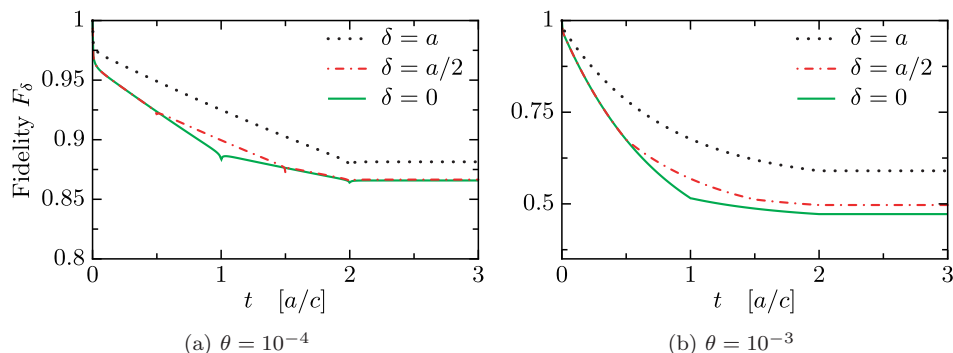 Fidelity F_δ
1
0.95
0.9
0.85
0.8
0 1 2 3
t [a/c]
δ = a
δ = a/2
δ = 0
(a) θ = 10⁻⁴
1
0.75
0.5
0 1 2 3
t [a/c]
δ = a
δ = a/2
δ = 0
(b) θ = 10⁻³